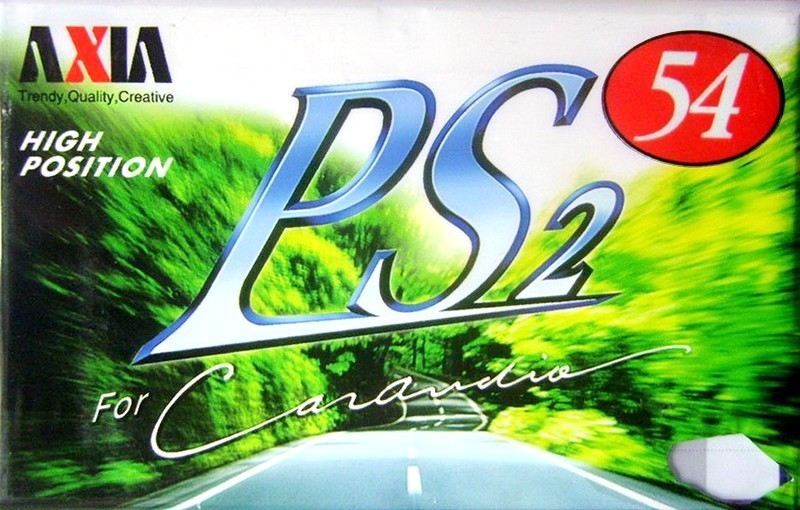 AXIA
Trendy,Quality,Creative
HIGH
POSITION
PS2
54
For Caraudio